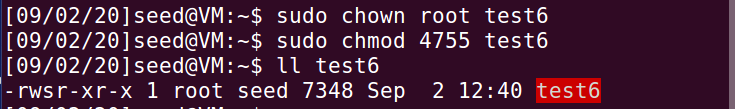 [09/02/20]seed@VM:~$ sudo chown root test6
[09/02/20]seed@VM:~$ sudo chmod 4755 test6
[09/02/20]seed@VM:~$ ll test6
-rwsr-xr-x 1 root seed 7348 Sep  2 12:40 test6